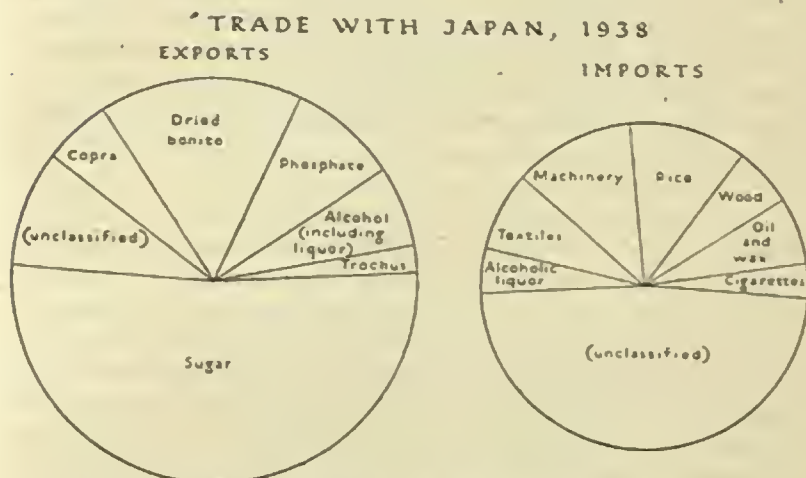 TRADE WITH JAPAN, 1938
EXPORTS
Dried
bonito
Copra
Phosphate
(unclassified)
Alcohol
(including
liquor)
Trochus
Sugar
IMPORTS
Machinery
Rice
Wood
Textiles
Oil
and
wax
Alcoholic
liquor
Cigarettes
(unclassified)